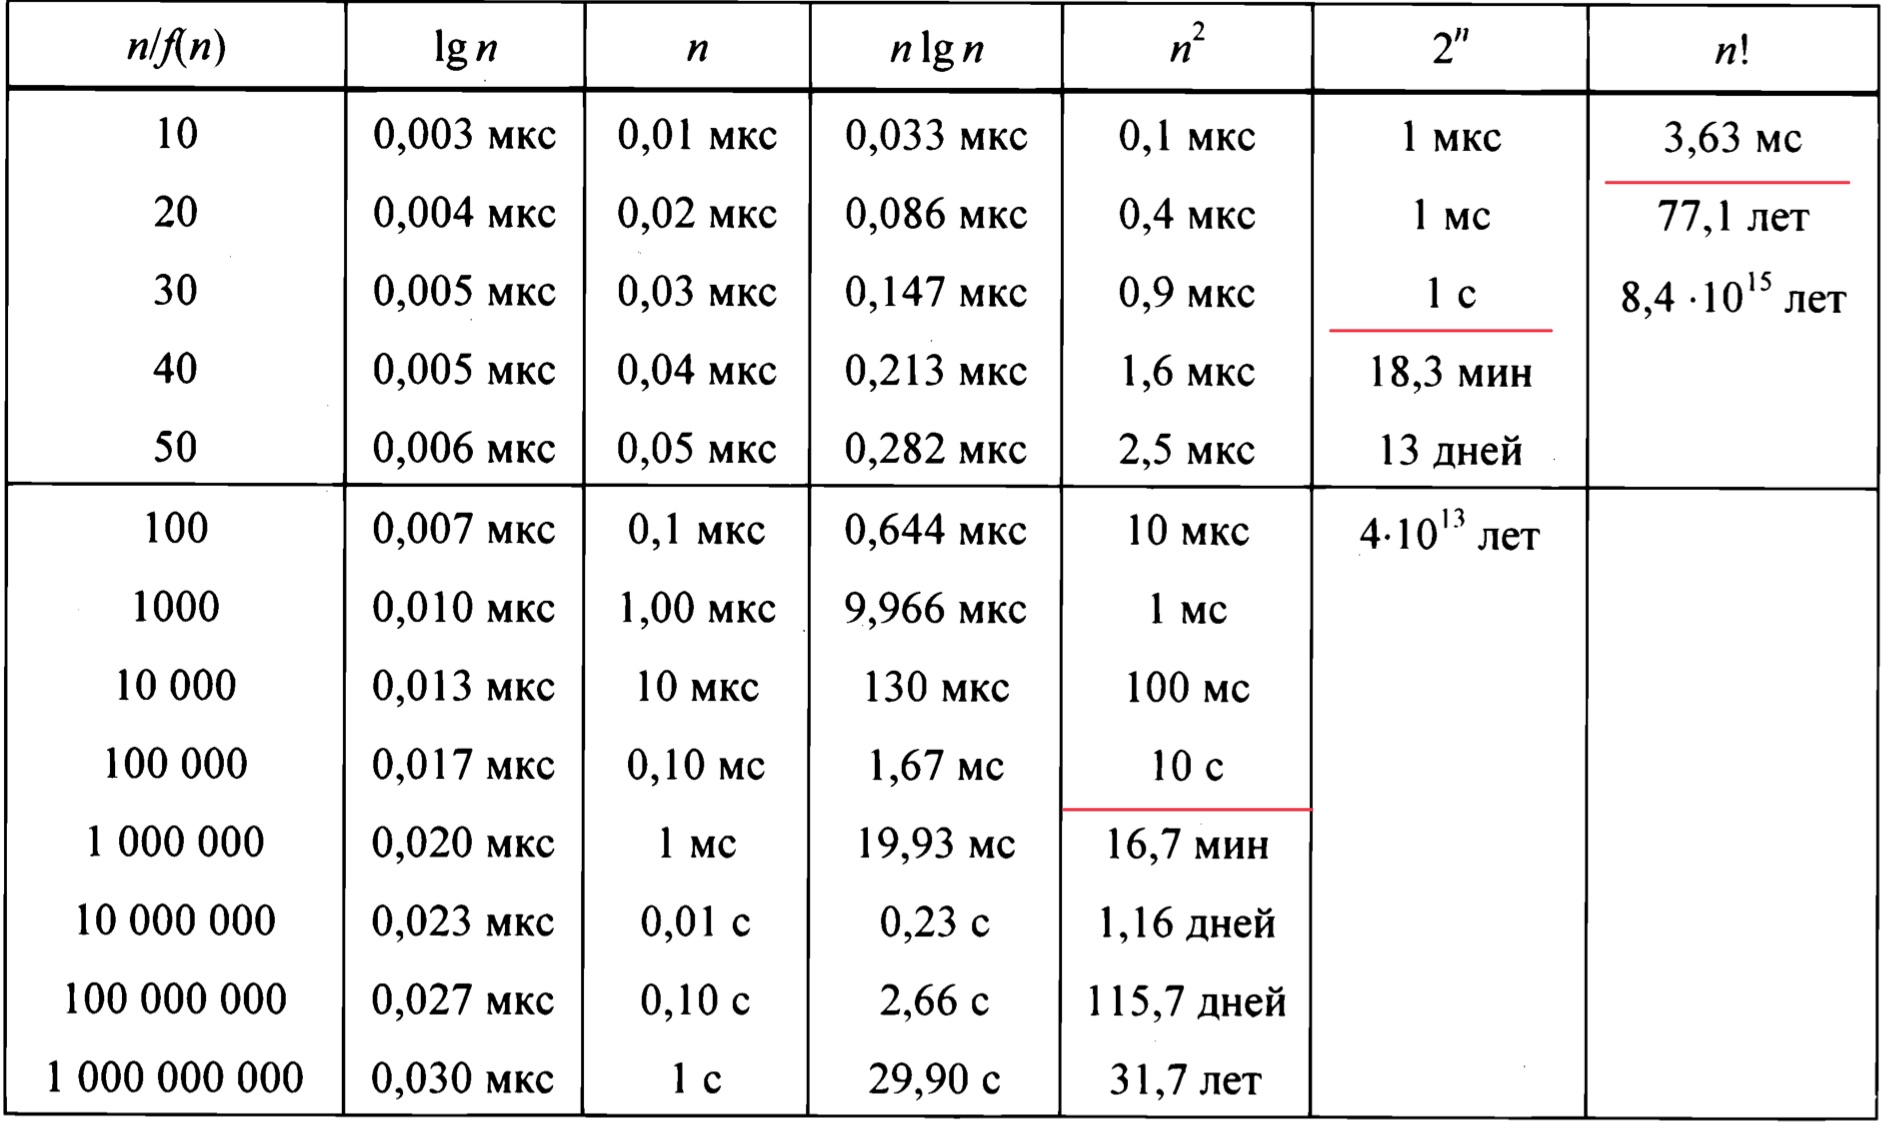 n/f(n) lg n n n lg n n² 2ⁿ n!
10 0,003 мкс 0,01 мкс 0,033 мкс 0,1 мкс 1 мкс 3,63 мс
20 0,004 мкс 0,02 мкс 0,086 мкс 0,4 мкс 1 мс 77,1 лет
30 0,005 мкс 0,03 мкс 0,147 мкс 0,9 мкс 1 с 8,4 ·10¹⁵ лет
40 0,005 мкс 0,04 мкс 0,213 мкс 1,6 мкс 18,3 мин
50 0,006 мкс 0,05 мкс 0,282 мкс 2,5 мкс 13 дней
100 0,007 мкс 0,1 мкс 0,644 мкс 10 мкс 4·10¹³ лет
1000 0,010 мкс 1,00 мкс 9,966 мкс 1 мс
10 000 0,013 мкс 10 мкс 130 мкс 100 мс
100 000 0,017 мкс 0,10 мс 1,67 мс 10 с
1 000 000 0,020 мкс 1 мс 19,93 мс 16,7 мин
10 000 000 0,023 мкс 0,01 с 0,23 с 1,16 дней
100 000 000 0,027 мкс 0,10 с 2,66 с 115,7 дней
1 000 000 000 0,030 мкс 1 с 29,90 с 31,7 лет